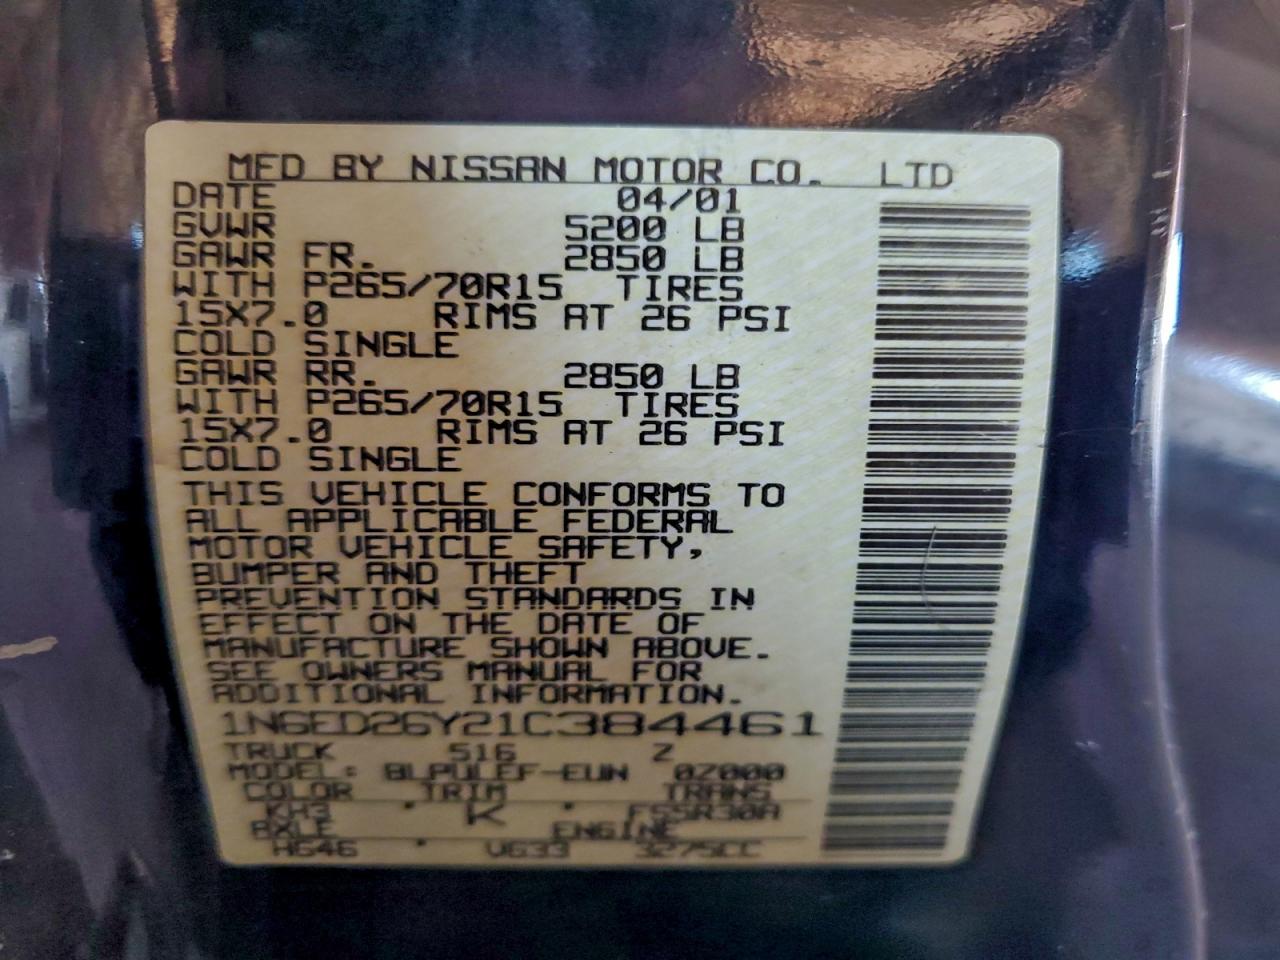 MFD BY NISSAN MOTOR CO. LTD
DATE 04/01
GVWR 5200 LB
GAWR FR. 2850 LB
WITH P265/70R15 TIRES
15X7.0 RIMS AT 26 PSI
COLD SINGLE
GAWR RR. 2850 LB
WITH P265/70R15 TIRES
15X7.0 RIMS AT 26 PSI
COLD SINGLE
THIS VEHICLE CONFORMS TO
ALL APPLICABLE FEDERAL
MOTOR VEHICLE SAFETY,
BUMPER AND THEFT
PREVENTION STANDARDS IN
EFFECT ON THE DATE OF
MANUFACTURE SHOWN ABOVE.
SEE OWNERS MANUAL FOR
ADDITIONAL INFORMATION.
1N6ED26Y21C384461
TRUCK 516 Z
MODEL: BLPULEF-EUN 0Z000
COLOR TRIM TRANS
KH3 · K · FS5R30A
AXLE ENGINE
HG46 · VG33 3275CC